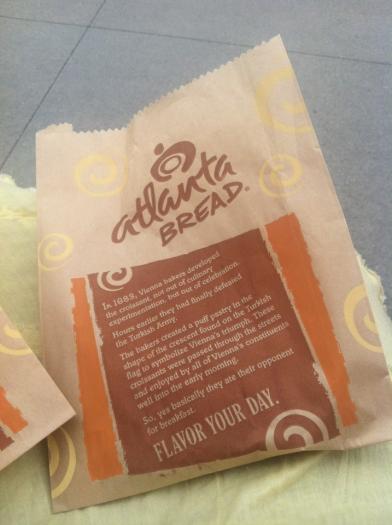 atlanta
BREAD®
In 1683, Vienna bakers developed
the croissant, not out of culinary
experimentation, but out of celebration.
Hours earlier they had finally defeated
the Turkish Army.
The bakers created a puff pastry in the
shape of the crescent found on the Turkish
flag to symbolize Vienna's triumph. These
croissants were passed through the streets
and enjoyed by all of Vienna's constituents
well into the early morning.
So, yes basically they ate their opponent
for breakfast.
FLAVOR YOUR DAY.